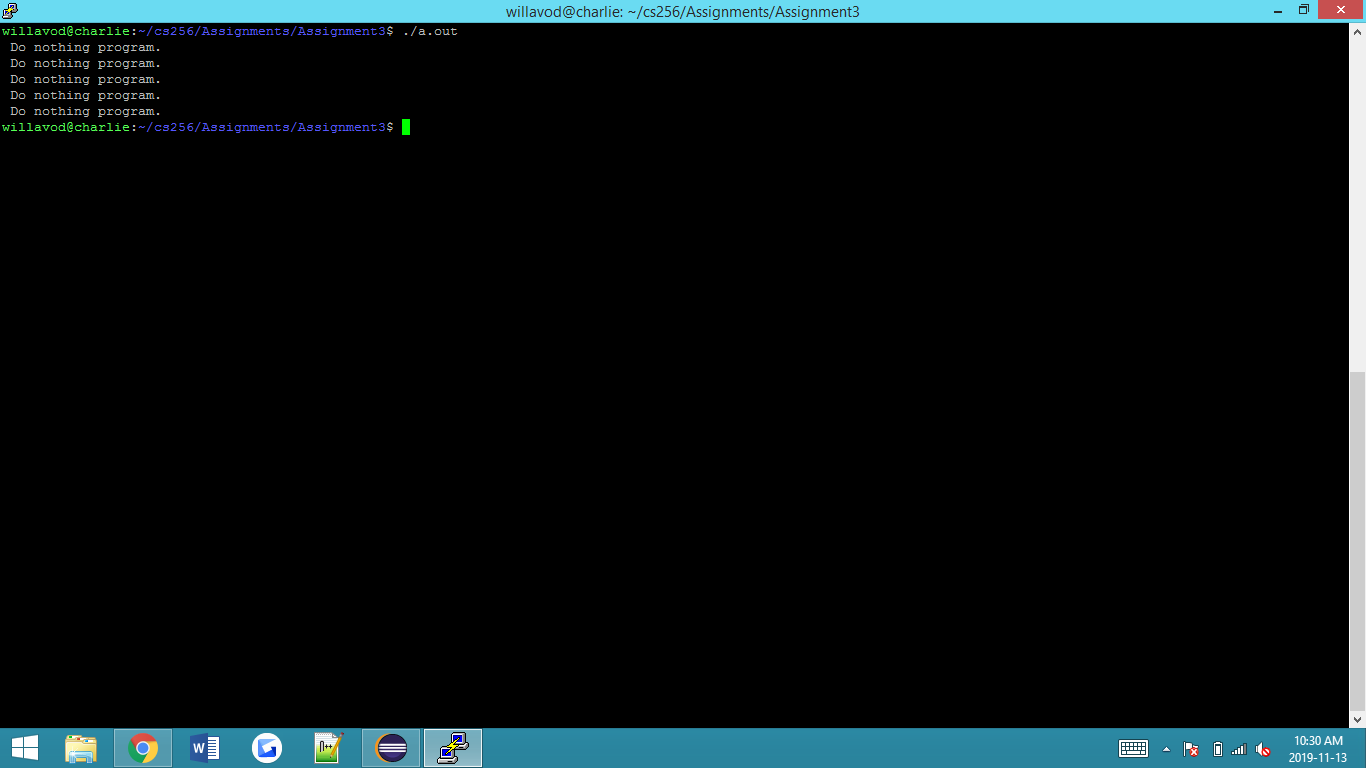 willavod@charlie: ~/cs256/Assignments/Assignment3
willavod@charlie:~/cs256/Assignments/Assignment3$ ./a.out
 Do nothing program.
 Do nothing program.
 Do nothing program.
 Do nothing program.
 Do nothing program.
willavod@charlie:~/cs256/Assignments/Assignment3$
10:30 AM
2019-11-13